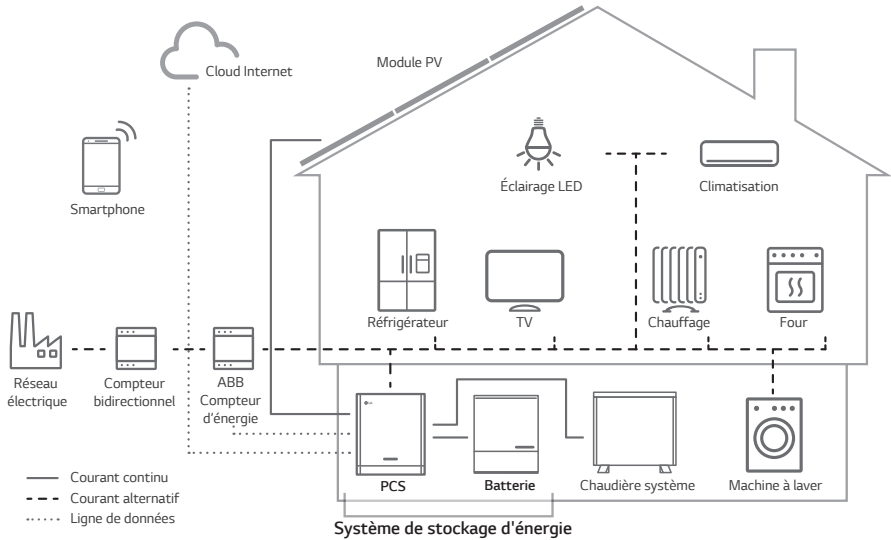 Cloud Internet
Module PV
Smartphone
Éclairage LED
Climatisation
Réfrigérateur
TV
Chauffage
Four
Réseau
électrique
Compteur
bidirectionnel
ABB
Compteur
d'énergie
PCS
Batterie
Chaudière système
Machine à laver
Courant continu
Courant alternatif
Ligne de données
Système de stockage d'énergie